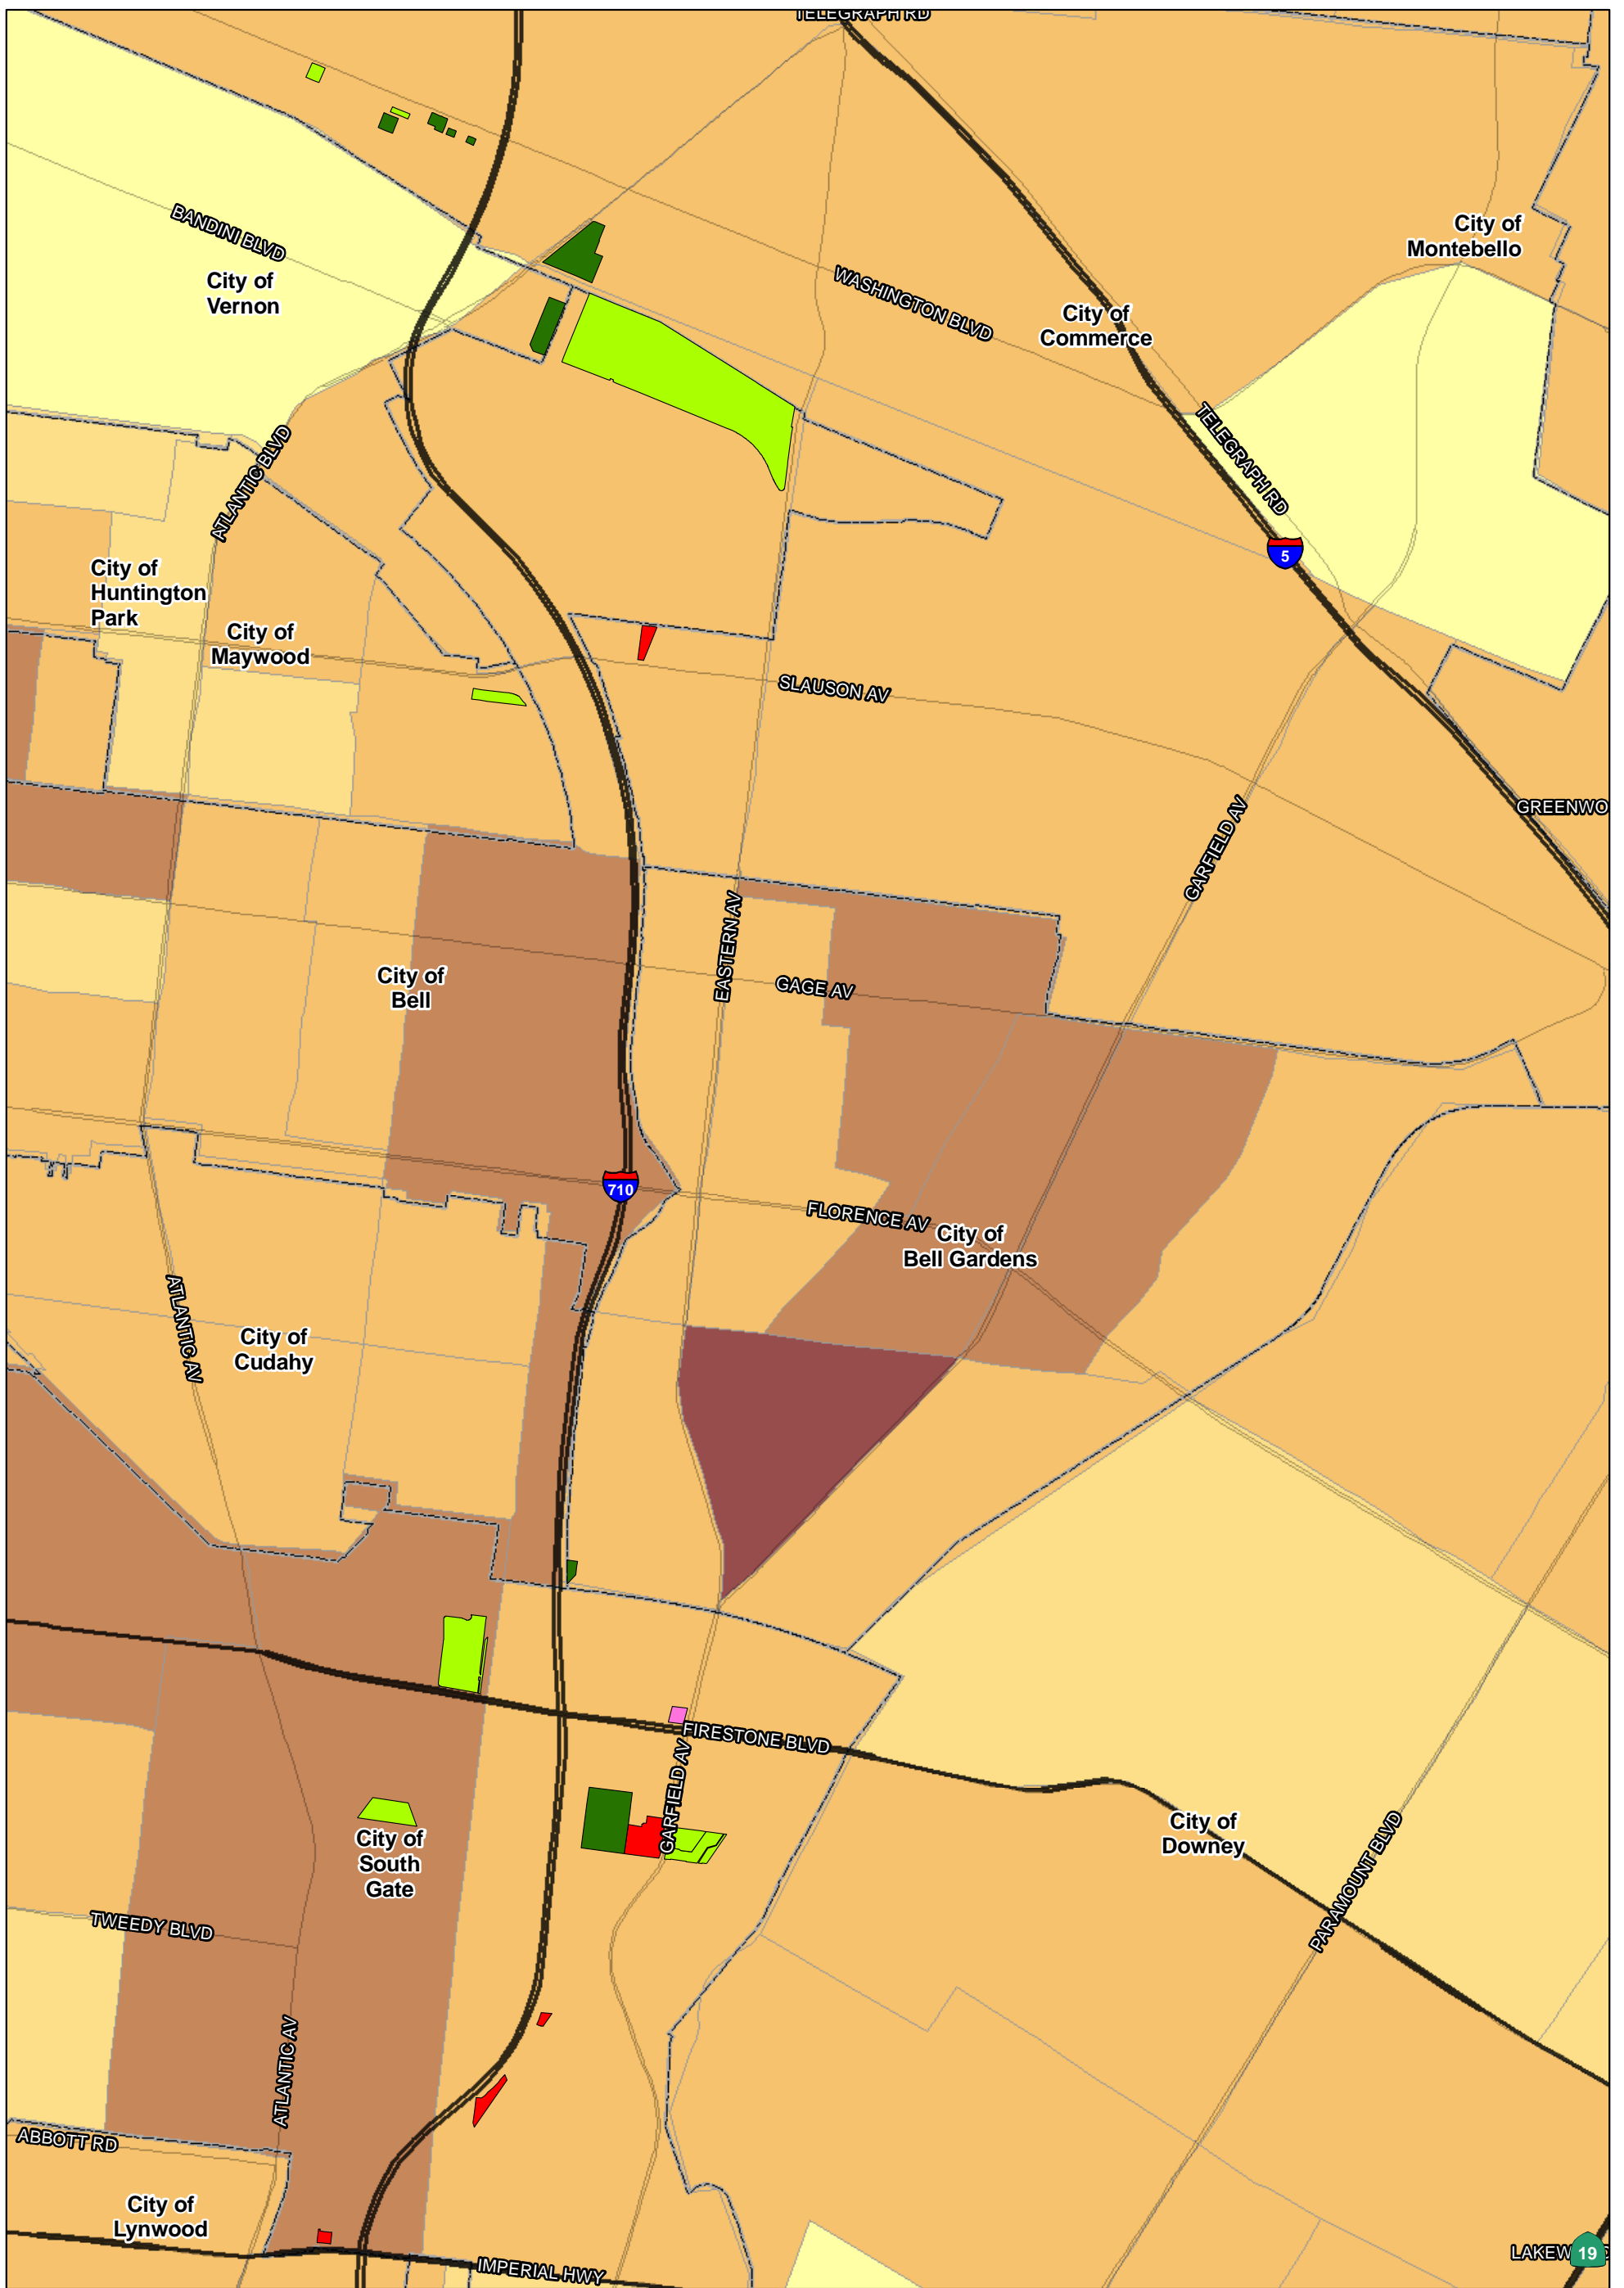 TELEGRAPH RD
BANDINI BLVD
City of
Vernon
WASHINGTON BLVD
City of
Montebello
City of
Commerce
TELEGRAPH RD
5
ATLANTIC BLVD
City of
Huntington
Park
City of
Maywood
SLAUSON AV
GREENWO
GARFIELD AV
EASTERN AV
City of
Bell
GAGE AV
710
FLORENCE AV
City of
Bell Gardens
ATLANTIC AV
City of
Cudahy
FIRESTONE BLVD
GARFIELD AV
City of
Downey
PARAMOUNT BLVD
City of
South
Gate
TWEEDY BLVD
ATLANTIC AV
ABBOTT RD
City of
Lynwood
IMPERIAL HWY
LAKEW
19